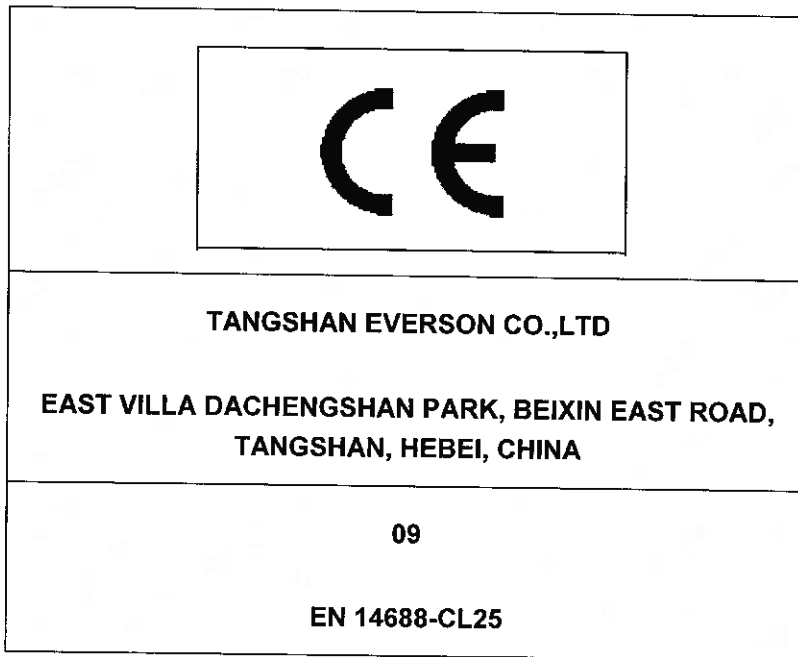 CE
TANGSHAN EVERSON CO.,LTD
EAST VILLA DACHENGSHAN PARK, BEIXIN EAST ROAD,
TANGSHAN, HEBEI, CHINA
09
EN 14688-CL25